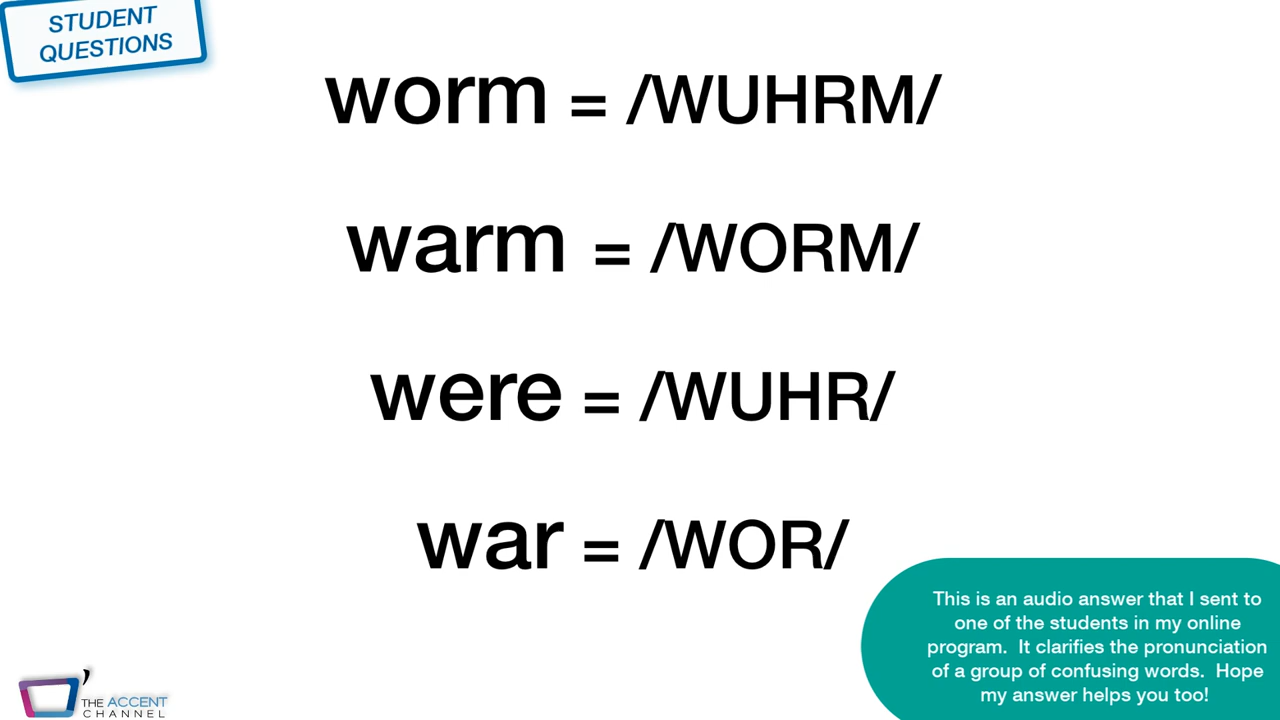 STUDENT
QUESTIONS
worm = /WUHRM/
warm = /WORM/
were = /WUHR/
war = /WOR/
This is an audio answer that I sent to
one of the students in my online
program. It clarifies the pronunciation
of a group of confusing words. Hope
my answer helps you too!
THE ACCENT
CHANNEL